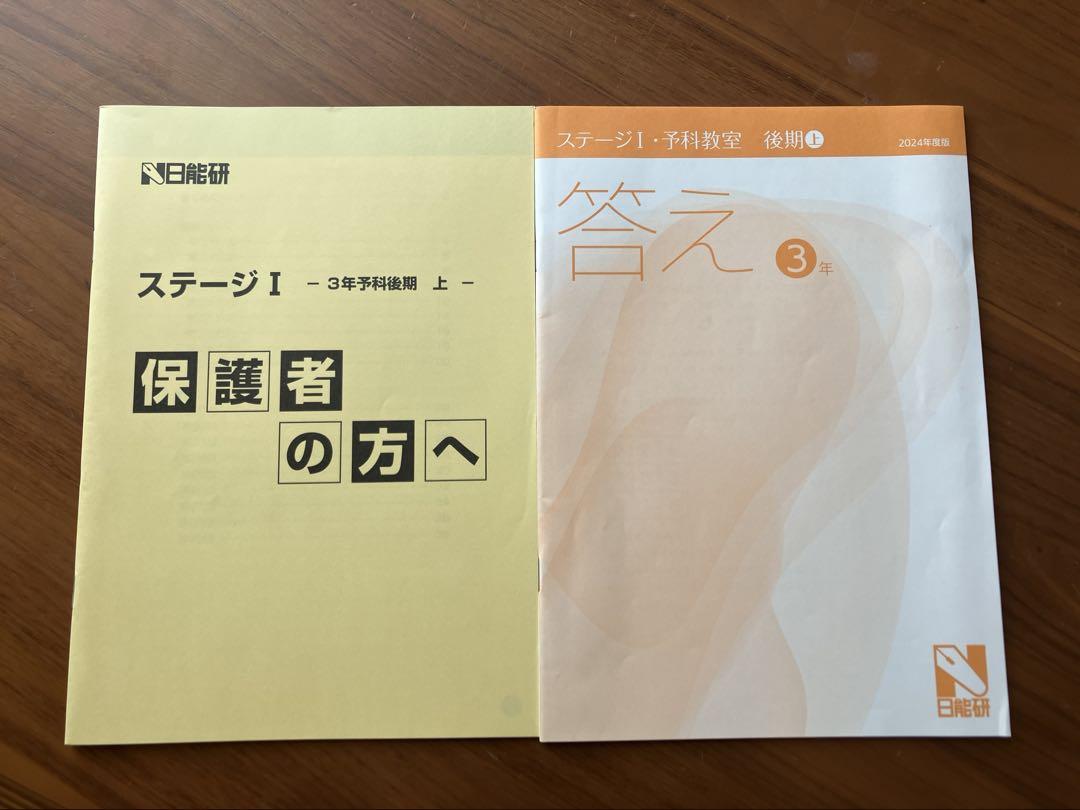 日能研
ステージⅠ － 3年予科後期 上 －
保護者
の方へ
ステージⅠ・予科教室 後期上
2024年度版
答え 3年
日能研